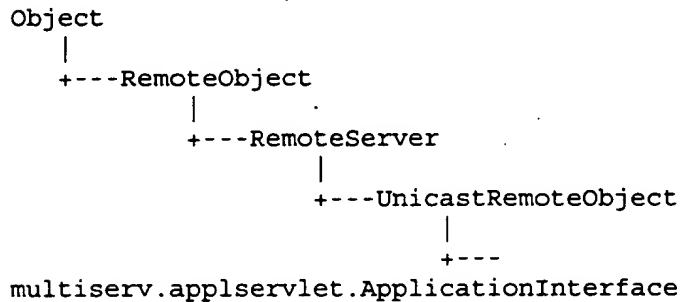 Object
   |
   +---RemoteObject
          |
          +---RemoteServer
                 |
                 +---UnicastRemoteObject
                        |
                        +---
multiserv.applservlet.ApplicationInterface